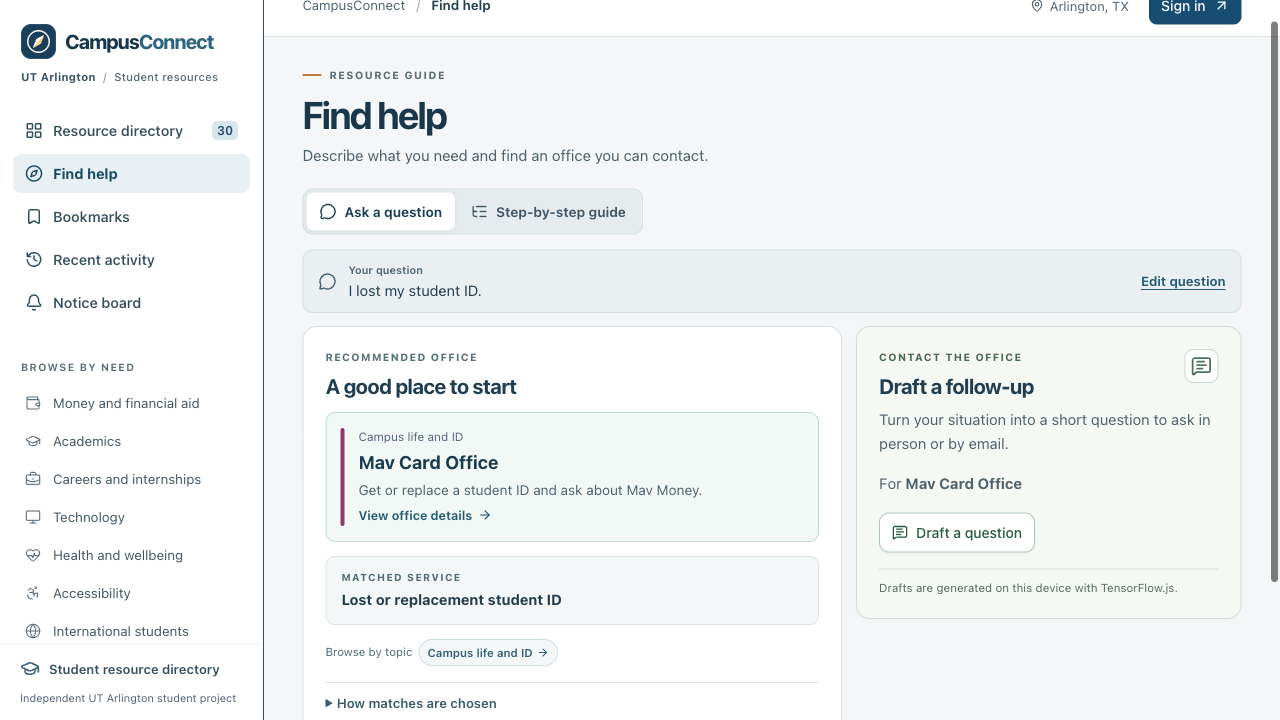 CampusConnect
UT Arlington / Student resources
Resource directory 30
Find help
Bookmarks
Recent activity
Notice board
BROWSE BY NEED
Money and financial aid
Academics
Careers and internships
Technology
Health and wellbeing
Accessibility
International students
Student resource directory
Independent UT Arlington student project
CampusConnect / Find help
Arlington, TX
Sign in
RESOURCE GUIDE
Find help
Describe what you need and find an office you can contact.
Ask a question
Step-by-step guide
Your question
I lost my student ID.
Edit question
RECOMMENDED OFFICE
A good place to start
Campus life and ID
Mav Card Office
Get or replace a student ID and ask about Mav Money.
View office details →
MATCHED SERVICE
Lost or replacement student ID
Browse by topic Campus life and ID →
How matches are chosen
CONTACT THE OFFICE
Draft a follow-up
Turn your situation into a short question to ask in
person or by email.
For Mav Card Office
Draft a question
Drafts are generated on this device with TensorFlow.js.